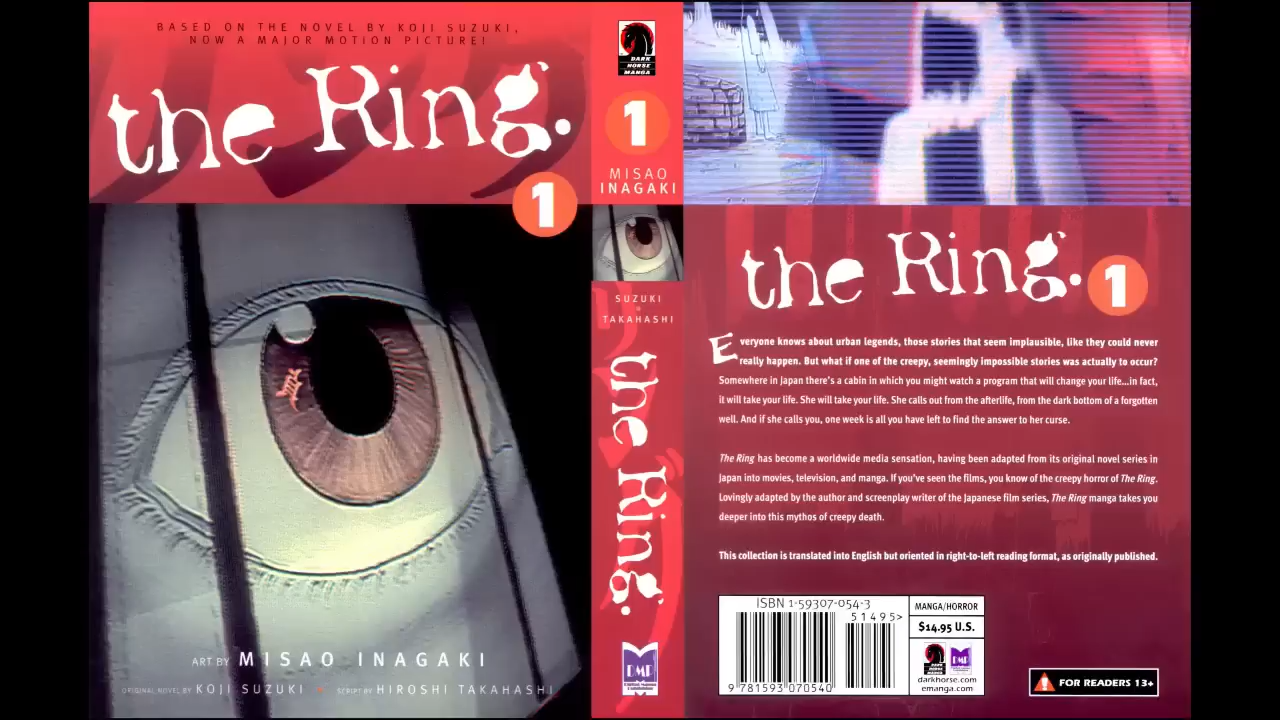 BASED ON THE NOVEL BY KOJI SUZUKI,
NOW A MAJOR MOTION PICTURE!
the Ring.
1
ART BY MISAO INAGAKI
ORIGINAL NOVEL BY KOJI SUZUKI SCRIPT BY HIROSHI TAKAHASHI
DARK
HORSE
MANGA
1
MISAO
INAGAKI
SUZUKI
TAKAHASHI
the Ring.
DMP
the Ring.
1
Everyone knows about urban legends, those stories that seem implausible, like they could never
really happen. But what if one of the creepy, seemingly impossible stories was actually to occur?
Somewhere in Japan there's a cabin in which you might watch a program that will change your life...in fact,
it will take your life. She will take your life. She calls out from the afterlife, from the dark bottom of a forgotten
well. And if she calls you, one week is all you have left to find the answer to her curse.
The Ring has become a worldwide media sensation, having been adapted from its original novel series in
Japan into movies, television, and manga. If you've seen the films, you know of the creepy horror of The Ring.
Lovingly adapted by the author and screenplay writer of the Japanese film series, The Ring manga takes you
deeper into this mythos of creepy death.
This collection is translated into English but oriented in right-to-left reading format, as originally published.
ISBN 1-59307-054-3
51495>
9 781593 070540
MANGA/HORROR
$14.95 U.S.
DARK
HORSE
MANGA
DMP
darkhorse.com
emanga.com
FOR READERS 13+